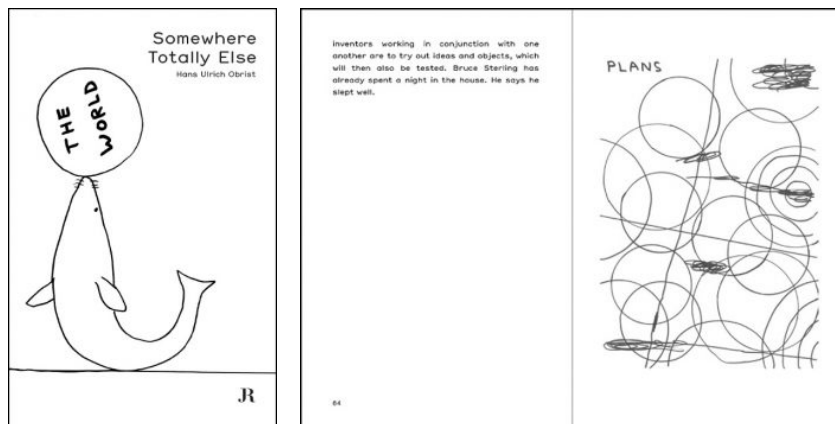 Somewhere
Totally Else
Hans Ulrich Obrist
THE
WORLD
JR
inventors working in conjunction with one
another are to try out ideas and objects, which
will then also be tested. Bruce Sterling has
already spent a night in the house. He says he
slept well.
64
PLANS